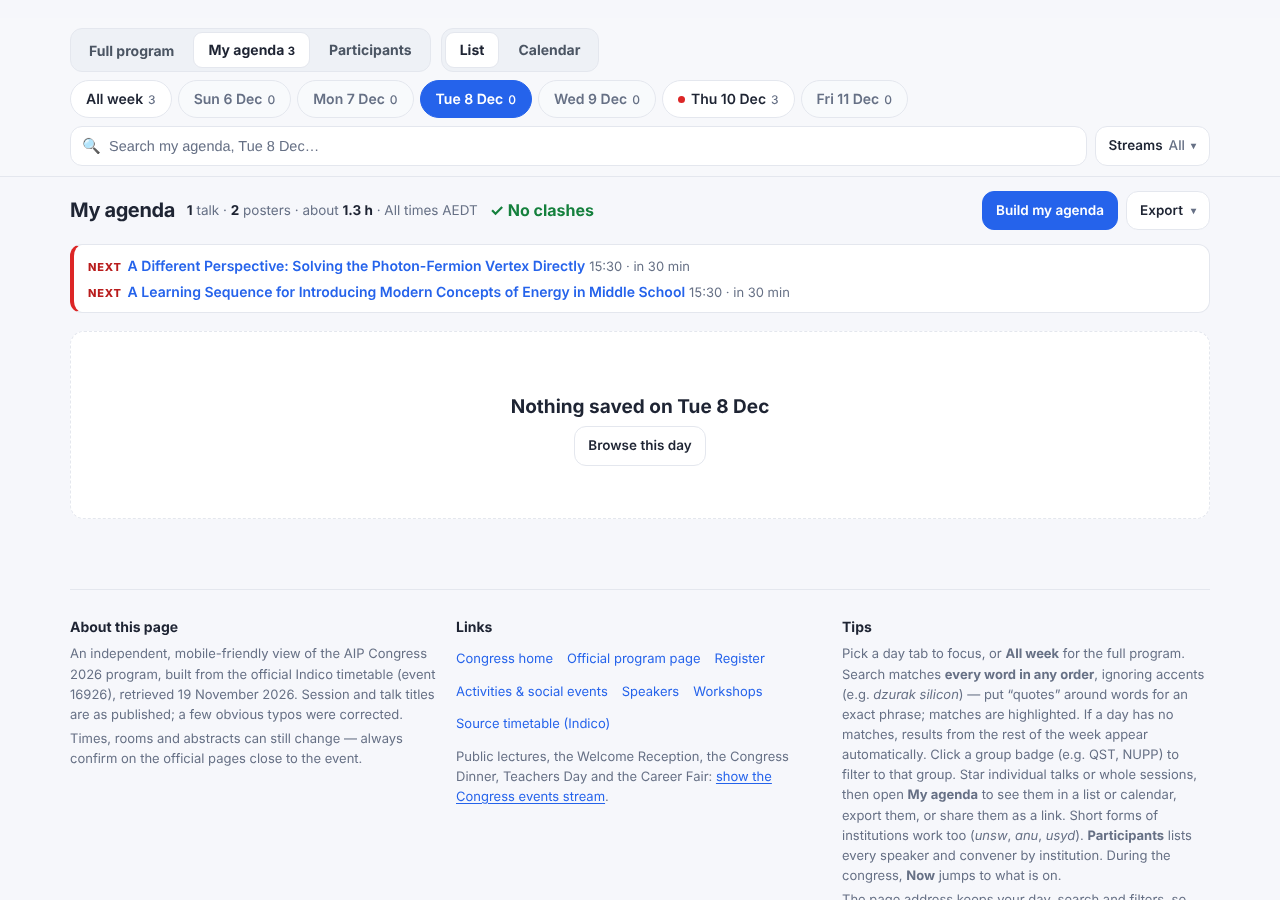 Full program My agenda 3 Participants List Calendar
All week 3 Sun 6 Dec 0 Mon 7 Dec 0 Tue 8 Dec 0 Wed 9 Dec 0 Thu 10 Dec 3 Fri 11 Dec 0
🔍 Search my agenda, Tue 8 Dec… Streams All ▾
My agenda 1 talk · 2 posters · about 1.3 h · All times AEDT ✓ No clashes Build my agenda Export ▾
NEXT A Different Perspective: Solving the Photon-Fermion Vertex Directly 15:30 · in 30 min
NEXT A Learning Sequence for Introducing Modern Concepts of Energy in Middle School 15:30 · in 30 min
Nothing saved on Tue 8 Dec
Browse this day
About this page
An independent, mobile-friendly view of the AIP Congress
2026 program, built from the official Indico timetable (event
16926), retrieved 19 November 2026. Session and talk titles
are as published; a few obvious typos were corrected.
Times, rooms and abstracts can still change — always
confirm on the official pages close to the event.
Links
Congress home Official program page Register
Activities & social events Speakers Workshops
Source timetable (Indico)
Public lectures, the Welcome Reception, the Congress
Dinner, Teachers Day and the Career Fair: show the
Congress events stream.
Tips
Pick a day tab to focus, or All week for the full program.
Search matches every word in any order, ignoring accents
(e.g. dzurak silicon) — put “quotes” around words for an
exact phrase; matches are highlighted. If a day has no
matches, results from the rest of the week appear
automatically. Click a group badge (e.g. QST, NUPP) to
filter to that group. Star individual talks or whole sessions,
then open My agenda to see them in a list or calendar,
export them, or share them as a link. Short forms of
institutions work too (unsw, anu, usyd). Participants lists
every speaker and convener by institution. During the
congress, Now jumps to what is on.
The page address keeps your day, search and filters, so